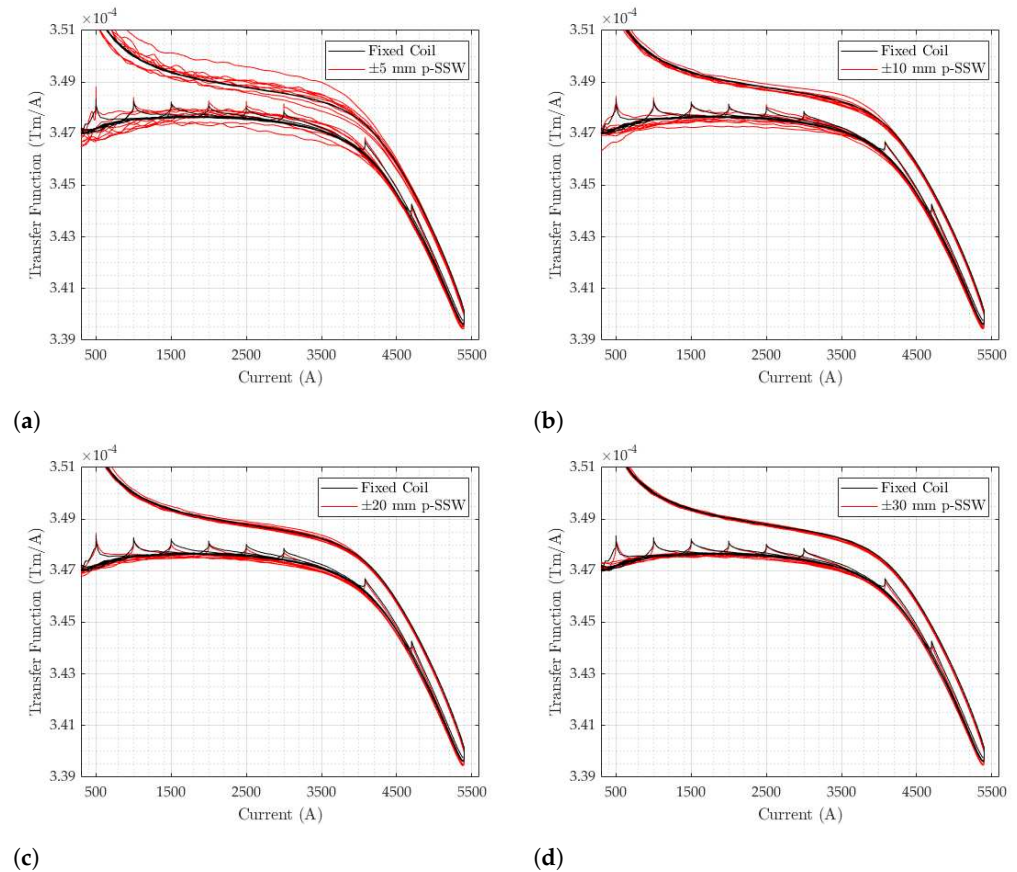 ×10⁻⁴ ×10⁻⁴
3.51 3.51
Fixed Coil Fixed Coil
±5 mm p-SSW ±10 mm p-SSW
3.49 3.49
3.47 3.47
3.45 3.45
3.43 3.43
3.41 3.41
3.39 3.39
Transfer Function (Tm/A) Transfer Function (Tm/A)
500 1500 2500 3500 4500 5500 500 1500 2500 3500 4500 5500
Current (A) Current (A)
(a) (b)
×10⁻⁴ ×10⁻⁴
3.51 3.51
Fixed Coil Fixed Coil
±20 mm p-SSW ±30 mm p-SSW
3.49 3.49
3.47 3.47
3.45 3.45
3.43 3.43
3.41 3.41
3.39 3.39
Transfer Function (Tm/A) Transfer Function (Tm/A)
500 1500 2500 3500 4500 5500 500 1500 2500 3500 4500 5500
Current (A) Current (A)
(c) (d)